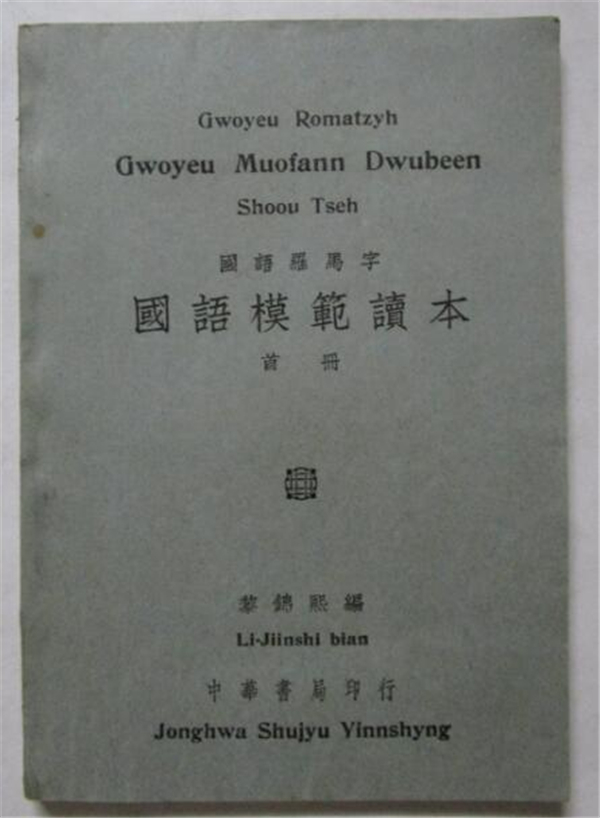 Gwoyeu Romatzyh
Gwoyeu Muofann Dwubeen
Shoou Tseh
國語羅馬字
國語模範讀本
首冊
黎錦熙編
Li-Jiinshi bian
中華書局印行
Jonghwa Shujyu Yinnshyng